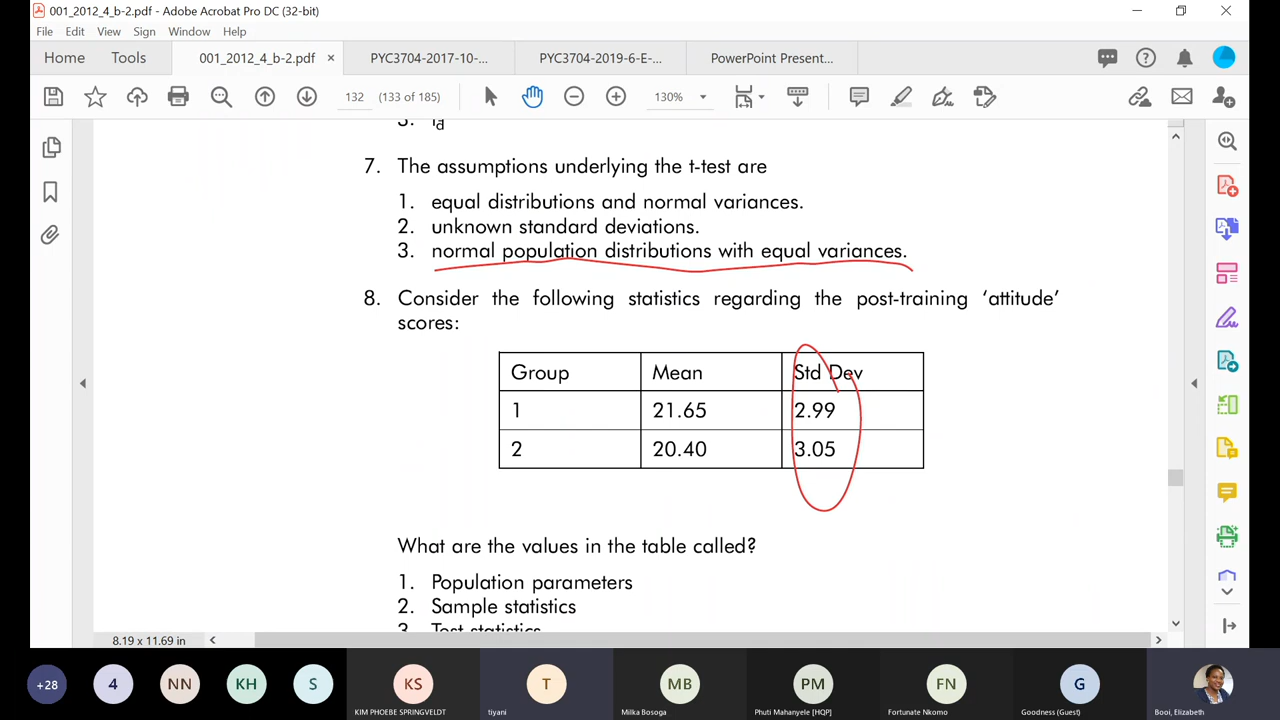 001_2012_4_b-2.pdf - Adobe Acrobat Pro DC (32-bit)
File Edit View Sign Window Help
Home Tools 001_2012_4_b-2.pdf × PYC3704-2017-10-... PYC3704-2019-6-E-... PowerPoint Present...
132 (133 of 185) 130%
7. The assumptions underlying the t-test are
1. equal distributions and normal variances.
2. unknown standard deviations.
3. normal population distributions with equal variances.
8. Consider the following statistics regarding the post-training ‘attitude’
scores:
Group Mean Std Dev
1 21.65 2.99
2 20.40 3.05
What are the values in the table called?
1. Population parameters
2. Sample statistics
3. Test statistics
8.19 x 11.69 in
+28 4 NN KH S KS T MB PM FN G
KIM PHOEBE SPRINGVELDT tiyani Milka Bosoga Phuti Mahanyele [HQP] Fortunate Nkomo Goodness (Guest) Booi, Elizabeth